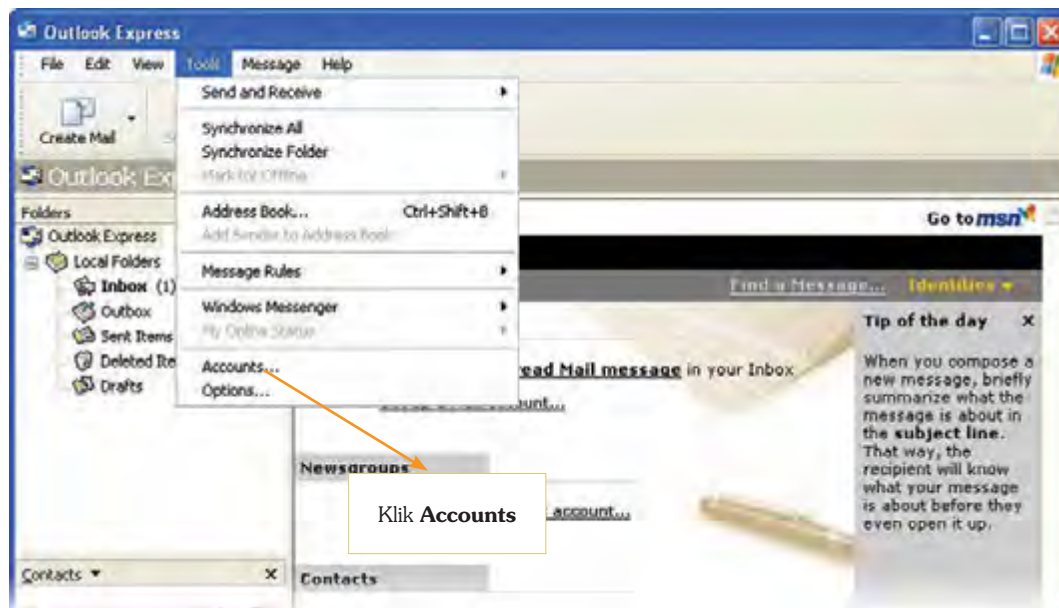 Outlook Express
File Edit View Tools Message Help
Create Mail
Send and Receive
Synchronize All
Synchronize Folder
Mark for Offline
Address Book... Ctrl+Shift+B
Add Sender to Address Book
Message Rules
Windows Messenger
My Online Status
Accounts...
Options...
Outlook Ex
Folders
Outlook Express
Local Folders
Inbox (1)
Outbox
Sent Items
Deleted Ite
Drafts
Contacts
Go to msn
Find a Message... Identities
read Mail message in your Inbox
account...
Newsgroups
account...
Contacts
Klik Accounts
Tip of the day x
When you compose a
new message, briefly
summarize what the
message is about in
the subject line.
That way, the
recipient will know
what your message
is about before they
even open it up.